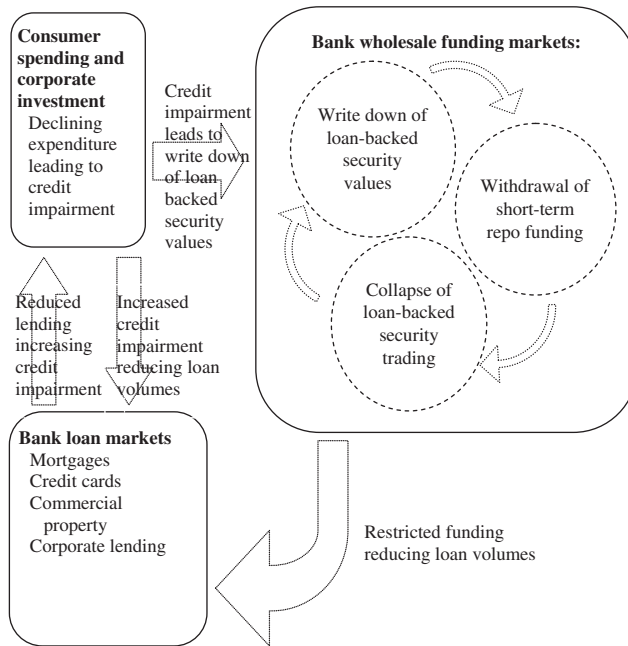 Consumer
spending and
corporate
investment
Declining
expenditure
leading to
credit
impairment
Credit
impairment
leads to
write down
of loan
backed
security
values
Bank wholesale funding markets:
Write down of
loan-backed
security
values
Withdrawal of
short-term
repo funding
Collapse of
loan-backed
security
trading
Reduced
lending
increasing
credit
impairment
Increased
credit
impairment
reducing loan
volumes
Bank loan markets
Mortgages
Credit cards
Commercial
property
Corporate lending
Restricted funding
reducing loan volumes